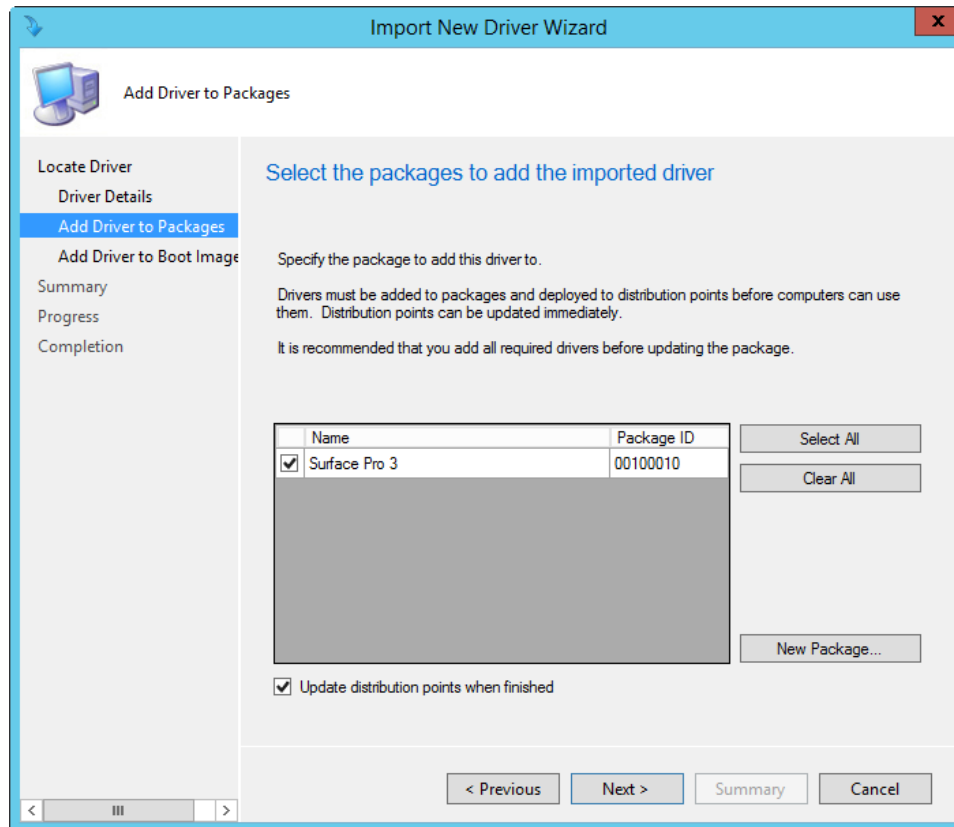 Import New Driver Wizard
x
Add Driver to Packages
Locate Driver
Driver Details
Add Driver to Packages
Add Driver to Boot Image
Summary
Progress
Completion
Select the packages to add the imported driver
Specify the package to add this driver to.
Drivers must be added to packages and deployed to distribution points before computers can use
them. Distribution points can be updated immediately.
It is recommended that you add all required drivers before updating the package.
Name Package ID
Surface Pro 3 00100010
Select All
Clear All
New Package...
Update distribution points when finished
< Previous Next > Summary Cancel